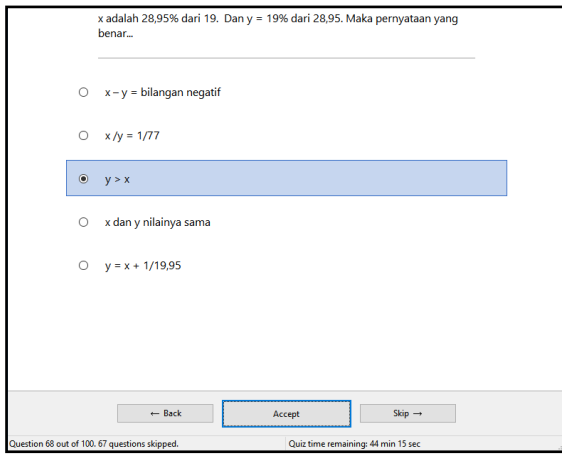 x adalah 28,95% dari 19.  Dan y = 19% dari 28,95. Maka pernyataan yang
benar...
x – y = bilangan negatif
x /y = 1/77
y > x
x dan y nilainya sama
y = x + 1/19,95
← Back
Accept
Skip →
Question 68 out of 100. 67 questions skipped.
Quiz time remaining: 44 min 15 sec